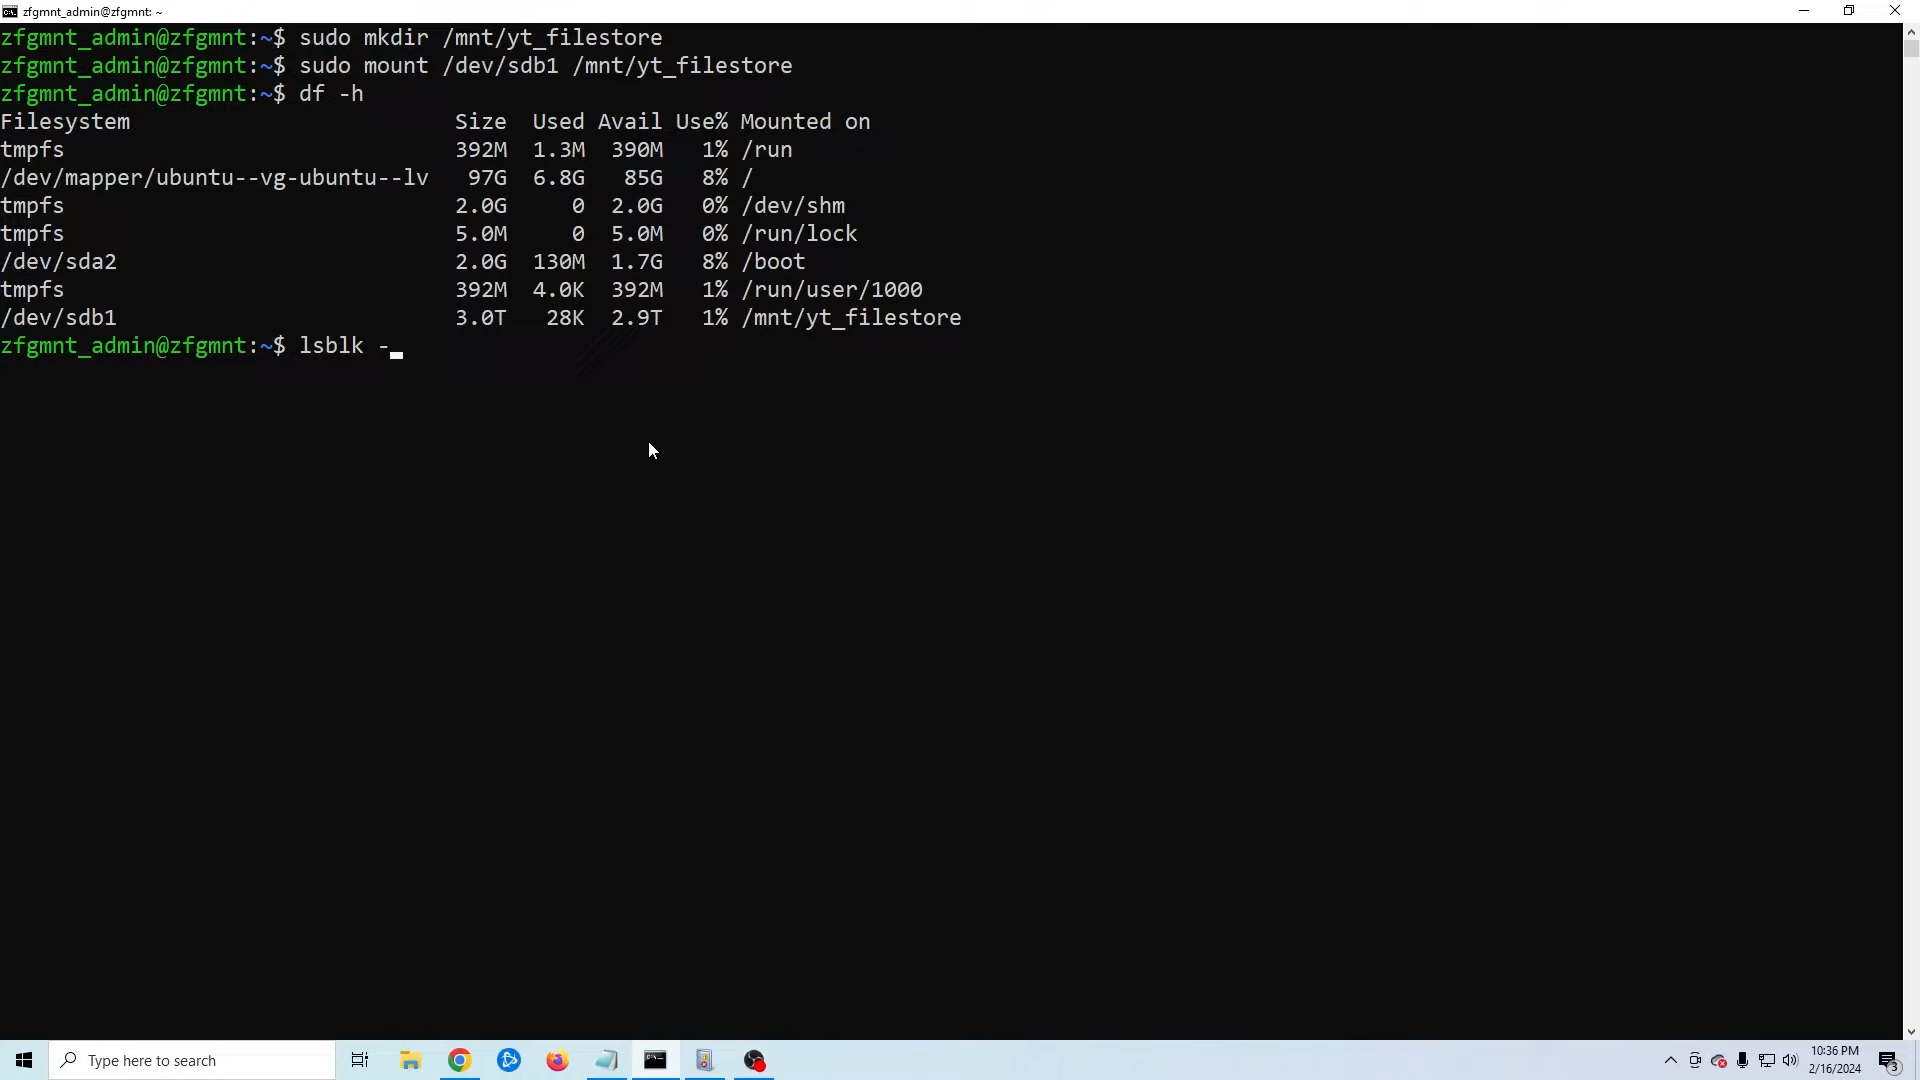 zfgmnt_admin@zfgmnt: ~
zfgmnt_admin@zfgmnt:~$ sudo mkdir /mnt/yt_filestore
zfgmnt_admin@zfgmnt:~$ sudo mount /dev/sdb1 /mnt/yt_filestore
zfgmnt_admin@zfgmnt:~$ df -h
Filesystem Size Used Avail Use% Mounted on
tmpfs 392M 1.3M 390M 1% /run
/dev/mapper/ubuntu--vg-ubuntu--lv 97G 6.8G 85G 8% /
tmpfs 2.0G 0 2.0G 0% /dev/shm
tmpfs 5.0M 0 5.0M 0% /run/lock
/dev/sda2 2.0G 130M 1.7G 8% /boot
tmpfs 392M 4.0K 392M 1% /run/user/1000
/dev/sdb1 3.0T 28K 2.9T 1% /mnt/yt_filestore
zfgmnt_admin@zfgmnt:~$ lsblk -
Type here to search
10:36 PM
2/16/2024
3